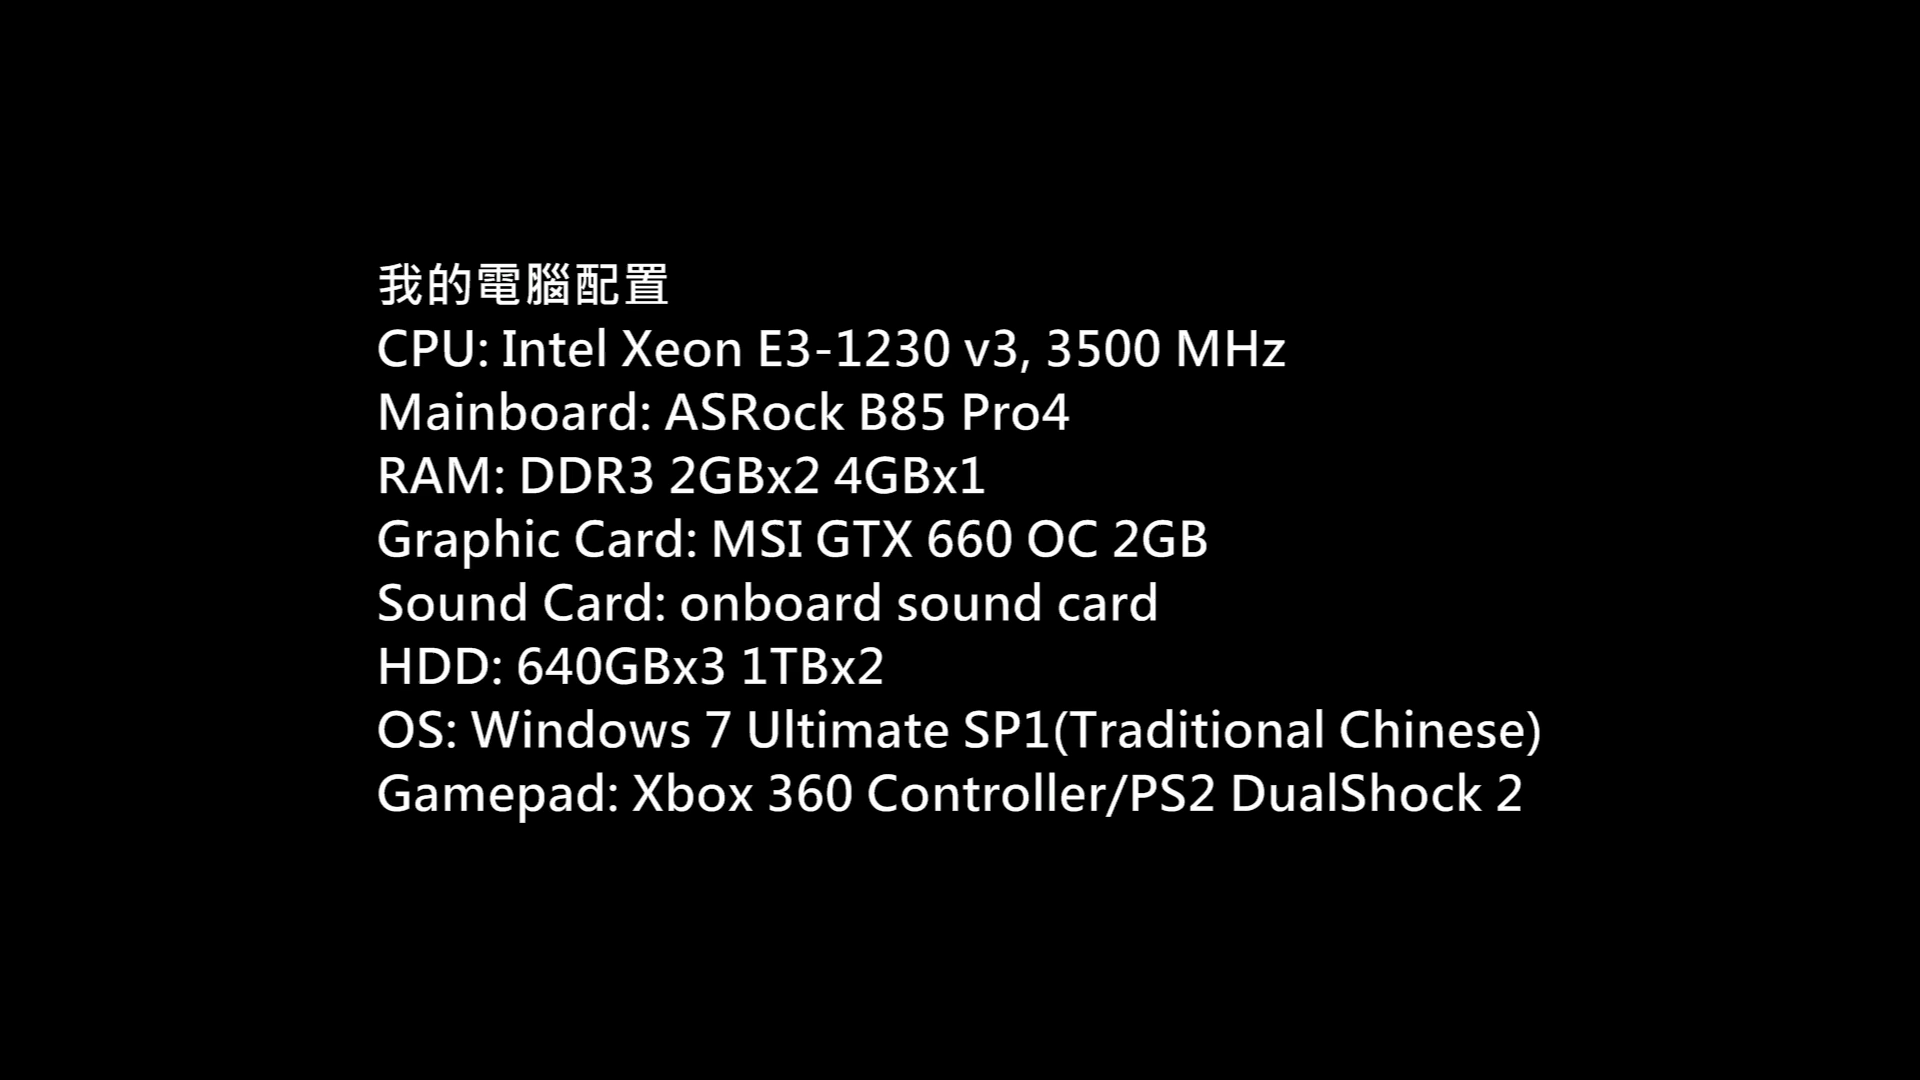 我的電腦配置
CPU: Intel Xeon E3-1230 v3, 3500 MHz
Mainboard: ASRock B85 Pro4
RAM: DDR3 2GBx2 4GBx1
Graphic Card: MSI GTX 660 OC 2GB
Sound Card: onboard sound card
HDD: 640GBx3 1TBx2
OS: Windows 7 Ultimate SP1(Traditional Chinese)
Gamepad: Xbox 360 Controller/PS2 DualShock 2